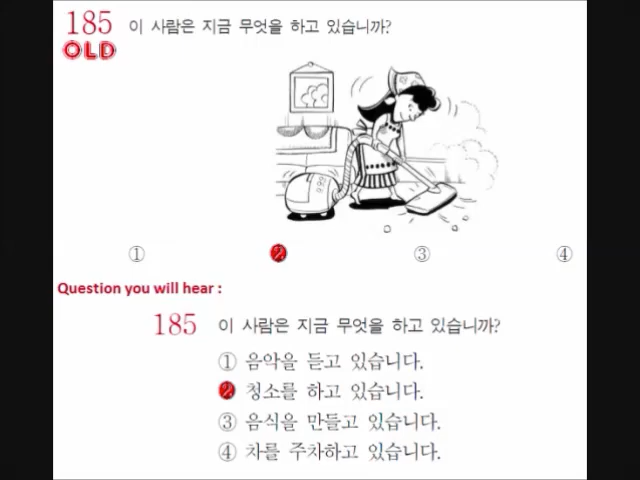 185 이 사람은 지금 무엇을 하고 있습니까?
OLD
① ② ③ ④
Question you will hear :
185 이 사람은 지금 무엇을 하고 있습니까?
① 음악을 듣고 있습니다.
② 청소를 하고 있습니다.
③ 음식을 만들고 있습니다.
④ 차를 주차하고 있습니다.